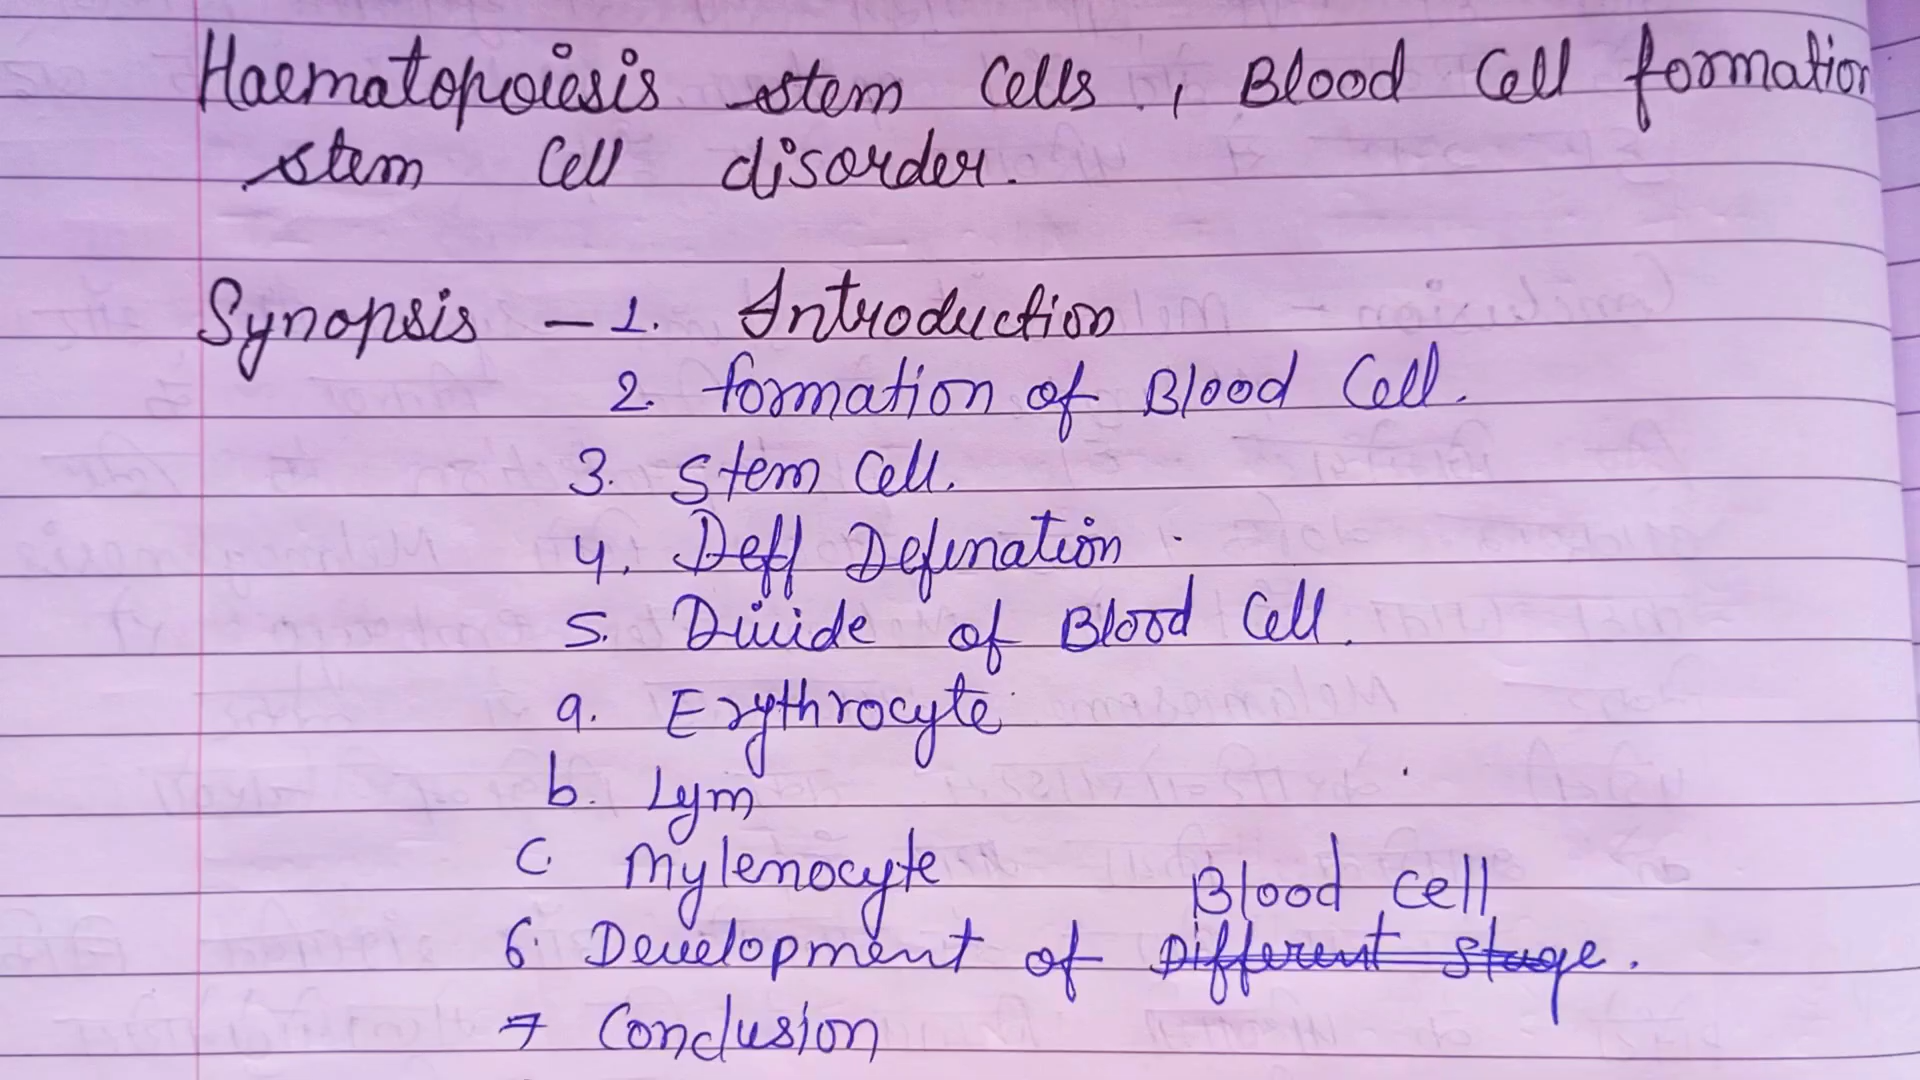 Haematopoiesis stem Cells, Blood Cell formation
stem Cell disorder.
Synopsis - 1. Introduction
2. formation of Blood Cell.
3. Stem Cell.
4. Deff Defination.
5. Divide of Blood Cell.
a. Erythrocyte
b. Lym
c. Mylenocyte
Blood cell
6. Development of Different stage.
7 Conclusion